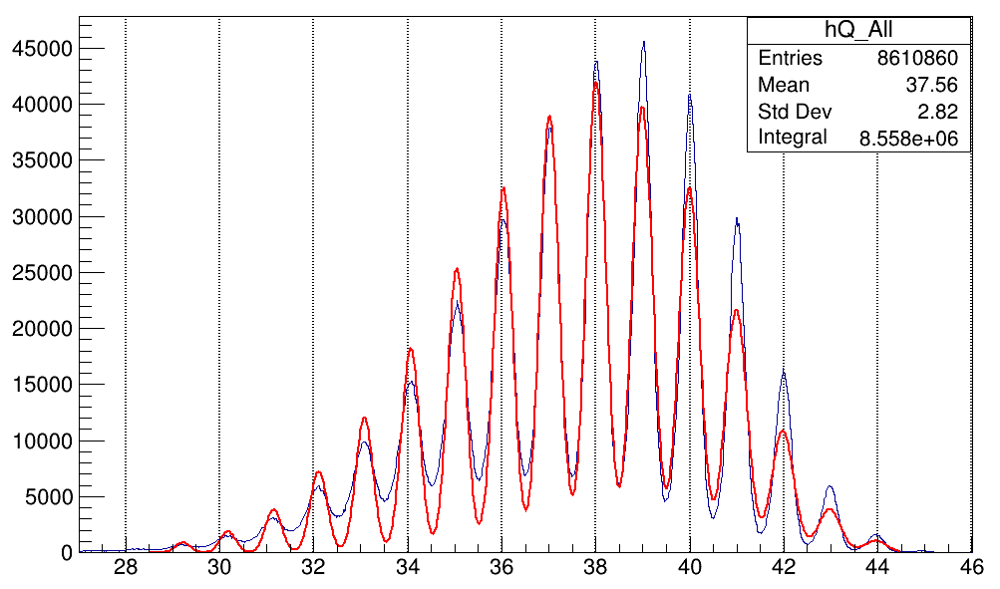 hQ_All
Entries 8610860
Mean 37.56
Std Dev 2.82
Integral 8.558e+06
45000
40000
35000
30000
25000
20000
15000
10000
5000
0
28 30 32 34 36 38 40 42 44 46